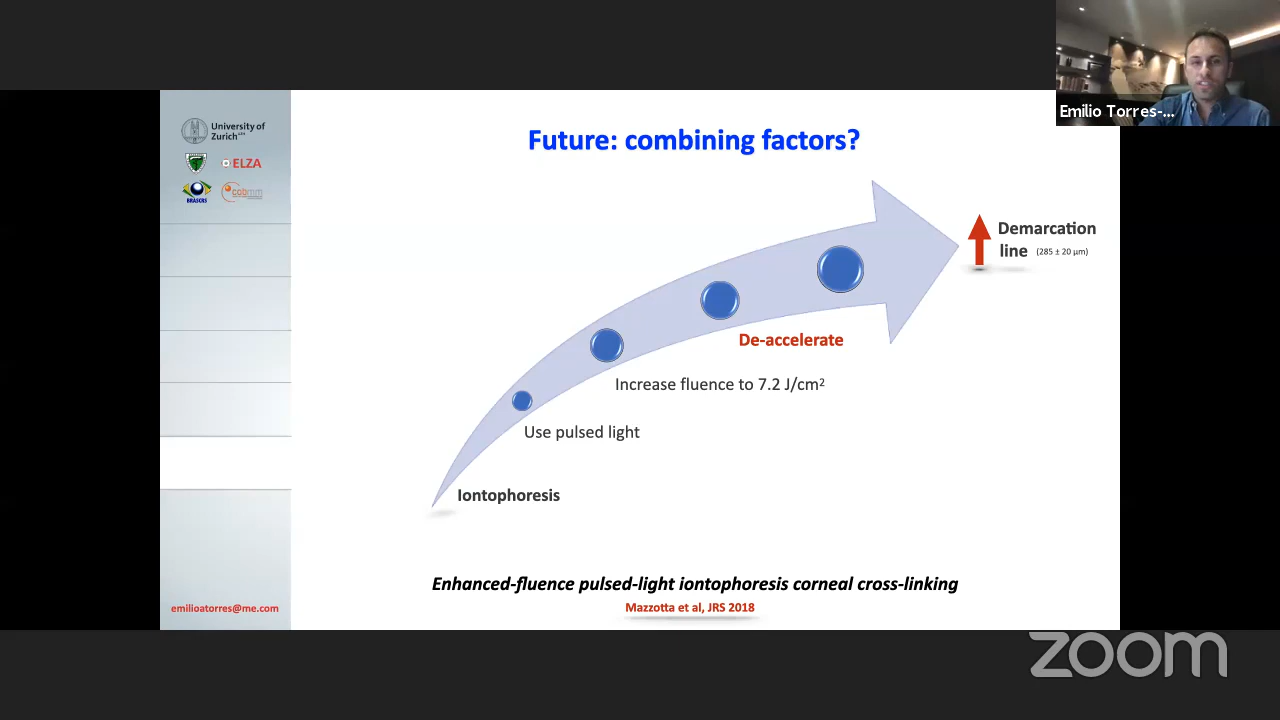 Emilio Torres-...
University of
Zurich
ELZA
BRASCRS
cobmm
Future: combining factors?
Demarcation
line (285 ± 20 μm)
De-accelerate
Increase fluence to 7.2 J/cm²
Use pulsed light
Iontophoresis
Enhanced-fluence pulsed-light iontophoresis corneal cross-linking
Mazzotta et al, JRS 2018
emilioatorres@me.com
zoom